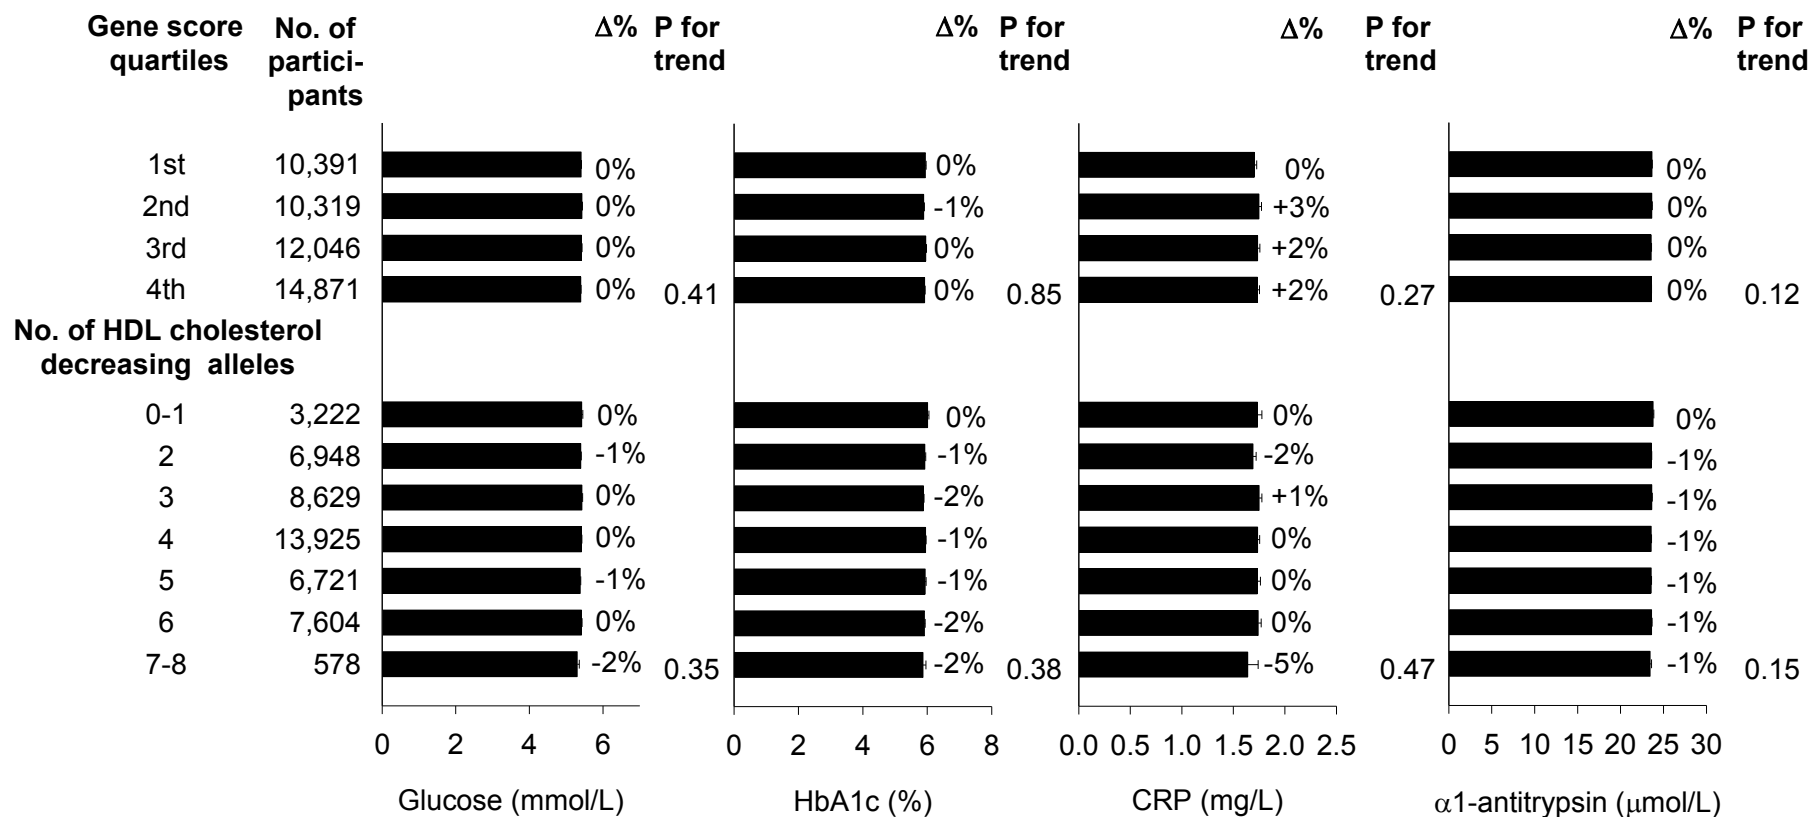 Gene score No. of Δ% P for Δ% P for Δ% P for Δ% P for
quartiles partici- trend trend trend trend
pants
1st 10,391 0% 0% 0% 0%
2nd 10,319 0% -1% +3% 0%
3rd 12,046 0% 0% +2% 0%
4th 14,871 0% 0.41 0% 0.85 +2% 0.27 0% 0.12
No. of HDL cholesterol
decreasing alleles
0-1 3,222 0% 0% 0% 0%
2 6,948 -1% -1% -2% -1%
3 8,629 0% -2% +1% -1%
4 13,925 0% -1% 0% -1%
5 6,721 -1% -1% 0% -1%
6 7,604 0% -2% 0% -1%
7-8 578 -2% 0.35 -2% 0.38 -5% 0.47 -1% 0.15
0 2 4 6 0 2 4 6 8 0.0 0.5 1.0 1.5 2.0 2.5 0 5 10 15 20 25 30
Glucose (mmol/L) HbA1c (%) CRP (mg/L) α1-antitrypsin (μmol/L)